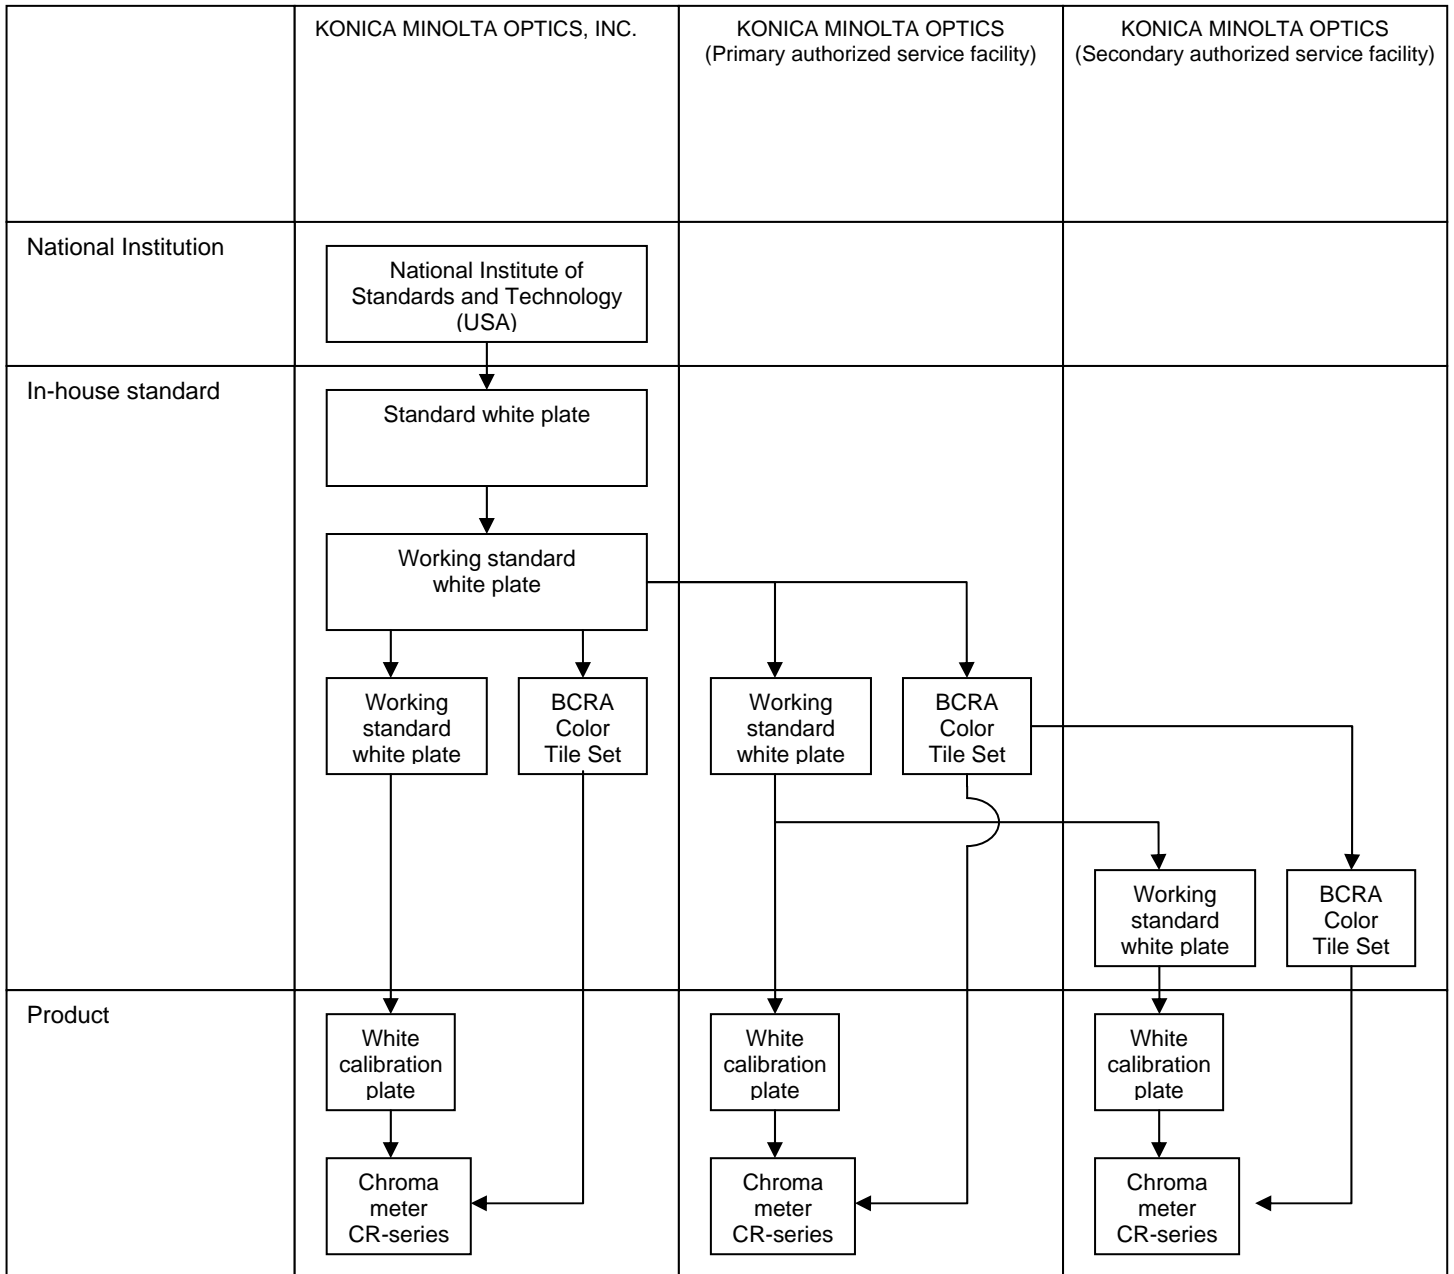 KONICA MINOLTA OPTICS, INC.
KONICA MINOLTA OPTICS
(Primary authorized service facility)
KONICA MINOLTA OPTICS
(Secondary authorized service facility)
National Institution
National Institute of
Standards and Technology
(USA)
In-house standard
Standard white plate
Working standard
white plate
Working
standard
white plate
BCRA
Color
Tile Set
Working
standard
white plate
BCRA
Color
Tile Set
Working
standard
white plate
BCRA
Color
Tile Set
Product
White
calibration
plate
White
calibration
plate
White
calibration
plate
Chroma
meter
CR-series
Chroma
meter
CR-series
Chroma
meter
CR-series